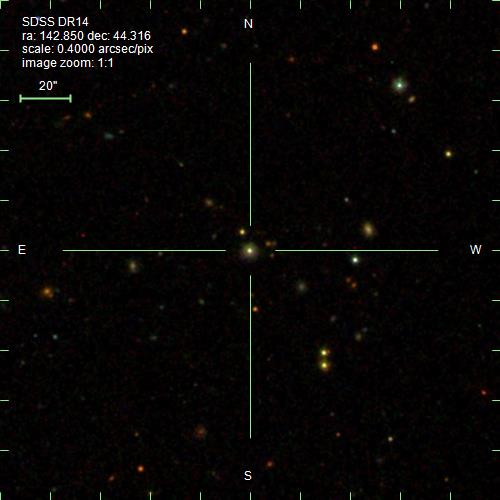 SDSS DR14
ra: 142.850 dec: 44.316
scale: 0.4000 arcsec/pix
image zoom: 1:1
20"
N
E
W
S